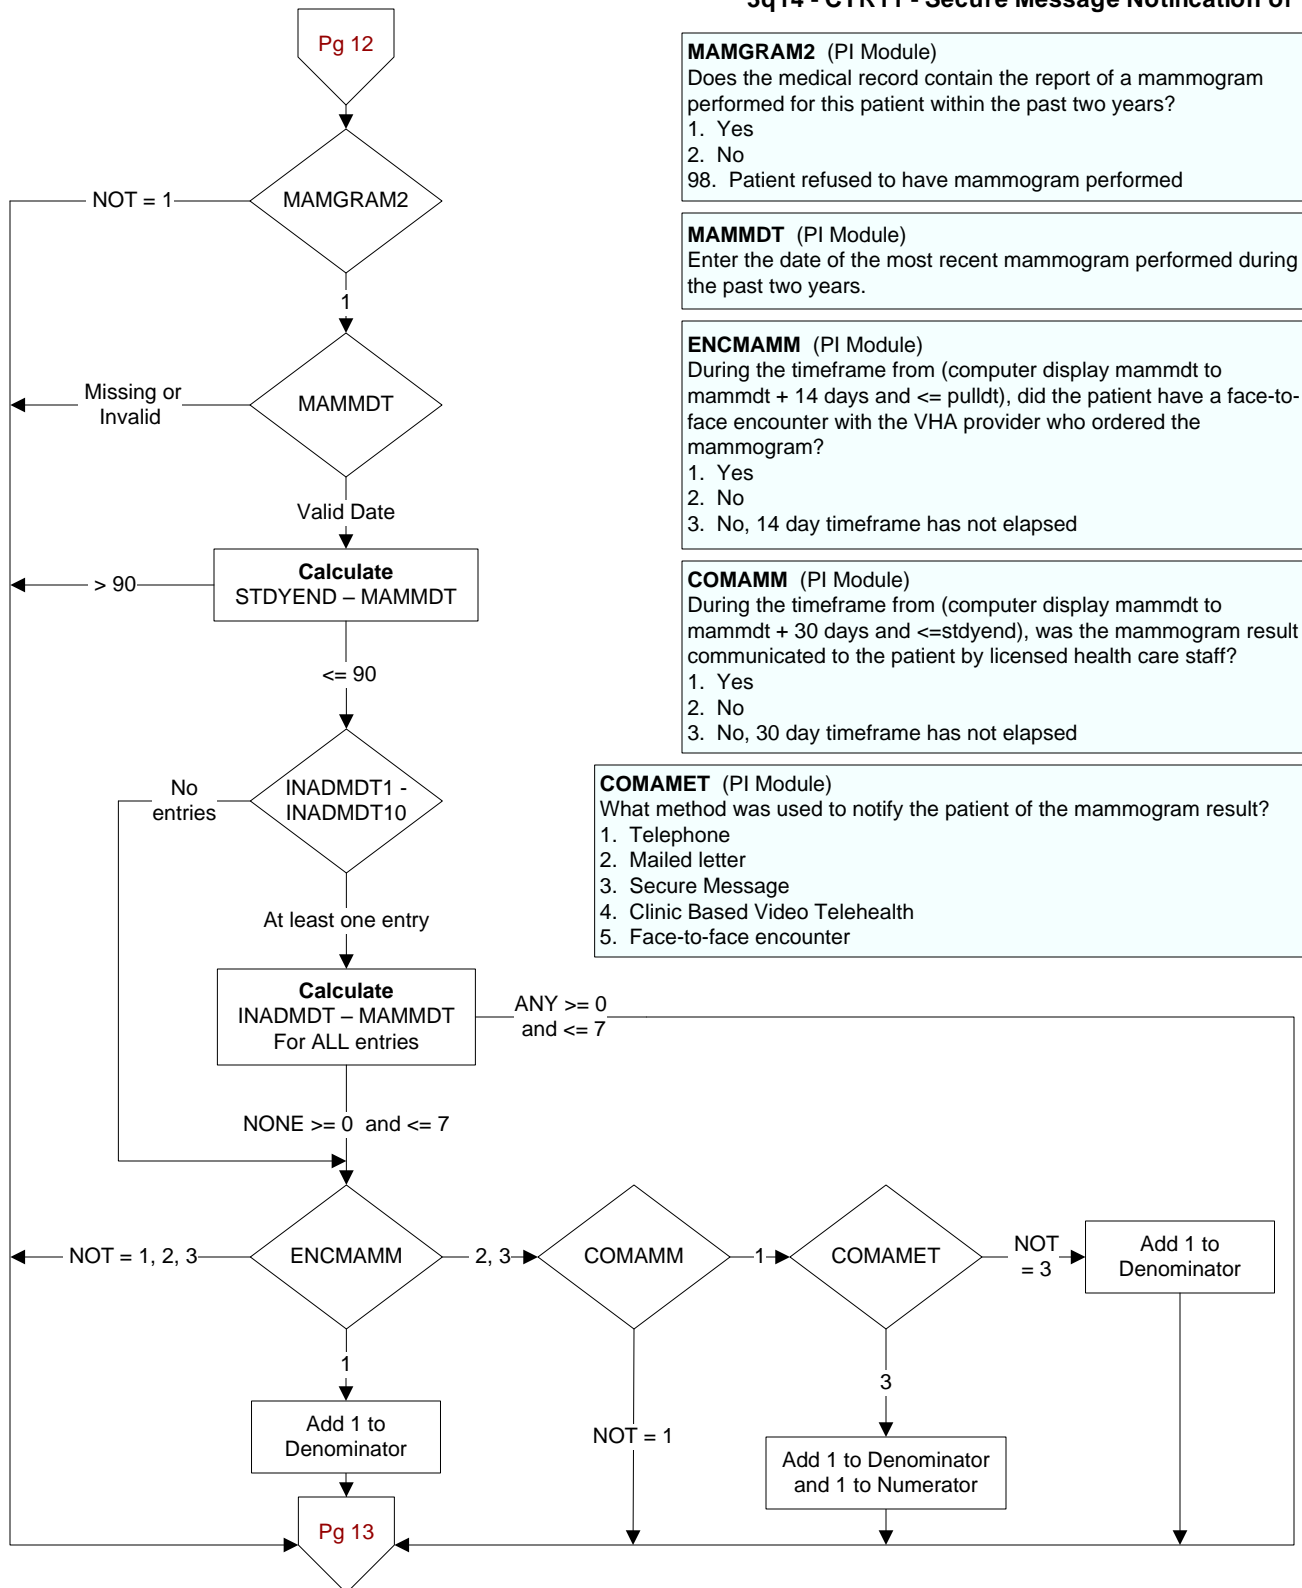 3q14 - CTR11 - Secure Message Notification of
Pg 12
MAMGRAM2 (PI Module)
Does the medical record contain the report of a mammogram
performed for this patient within the past two years?
1. Yes
2. No
98. Patient refused to have mammogram performed
NOT = 1
MAMGRAM2
1
MAMMDT (PI Module)
Enter the date of the most recent mammogram performed during
the past two years.
Missing or
Invalid
MAMMDT
Valid Date
ENCMAMM (PI Module)
During the timeframe from (computer display mammdt to
mammdt + 14 days and <= pulldt), did the patient have a face-to-
face encounter with the VHA provider who ordered the
mammogram?
1. Yes
2. No
3. No, 14 day timeframe has not elapsed
> 90
Calculate
STDYEND – MAMMDT
<= 90
COMAMM (PI Module)
During the timeframe from (computer display mammdt to
mammdt + 30 days and <=stdyend), was the mammogram result
communicated to the patient by licensed health care staff?
1. Yes
2. No
3. No, 30 day timeframe has not elapsed
No
entries
INADMDT1 -
INADMDT10
At least one entry
COMAMET (PI Module)
What method was used to notify the patient of the mammogram result?
1. Telephone
2. Mailed letter
3. Secure Message
4. Clinic Based Video Telehealth
5. Face-to-face encounter
Calculate
INADMDT – MAMMDT
For ALL entries
ANY >= 0
and <= 7
NONE >= 0 and <= 7
NOT = 1, 2, 3
ENCMAMM
2, 3
COMAMM
1
COMAMET
NOT
= 3
Add 1 to
Denominator
1
Add 1 to
Denominator
NOT = 1
3
Add 1 to Denominator
and 1 to Numerator
Pg 13